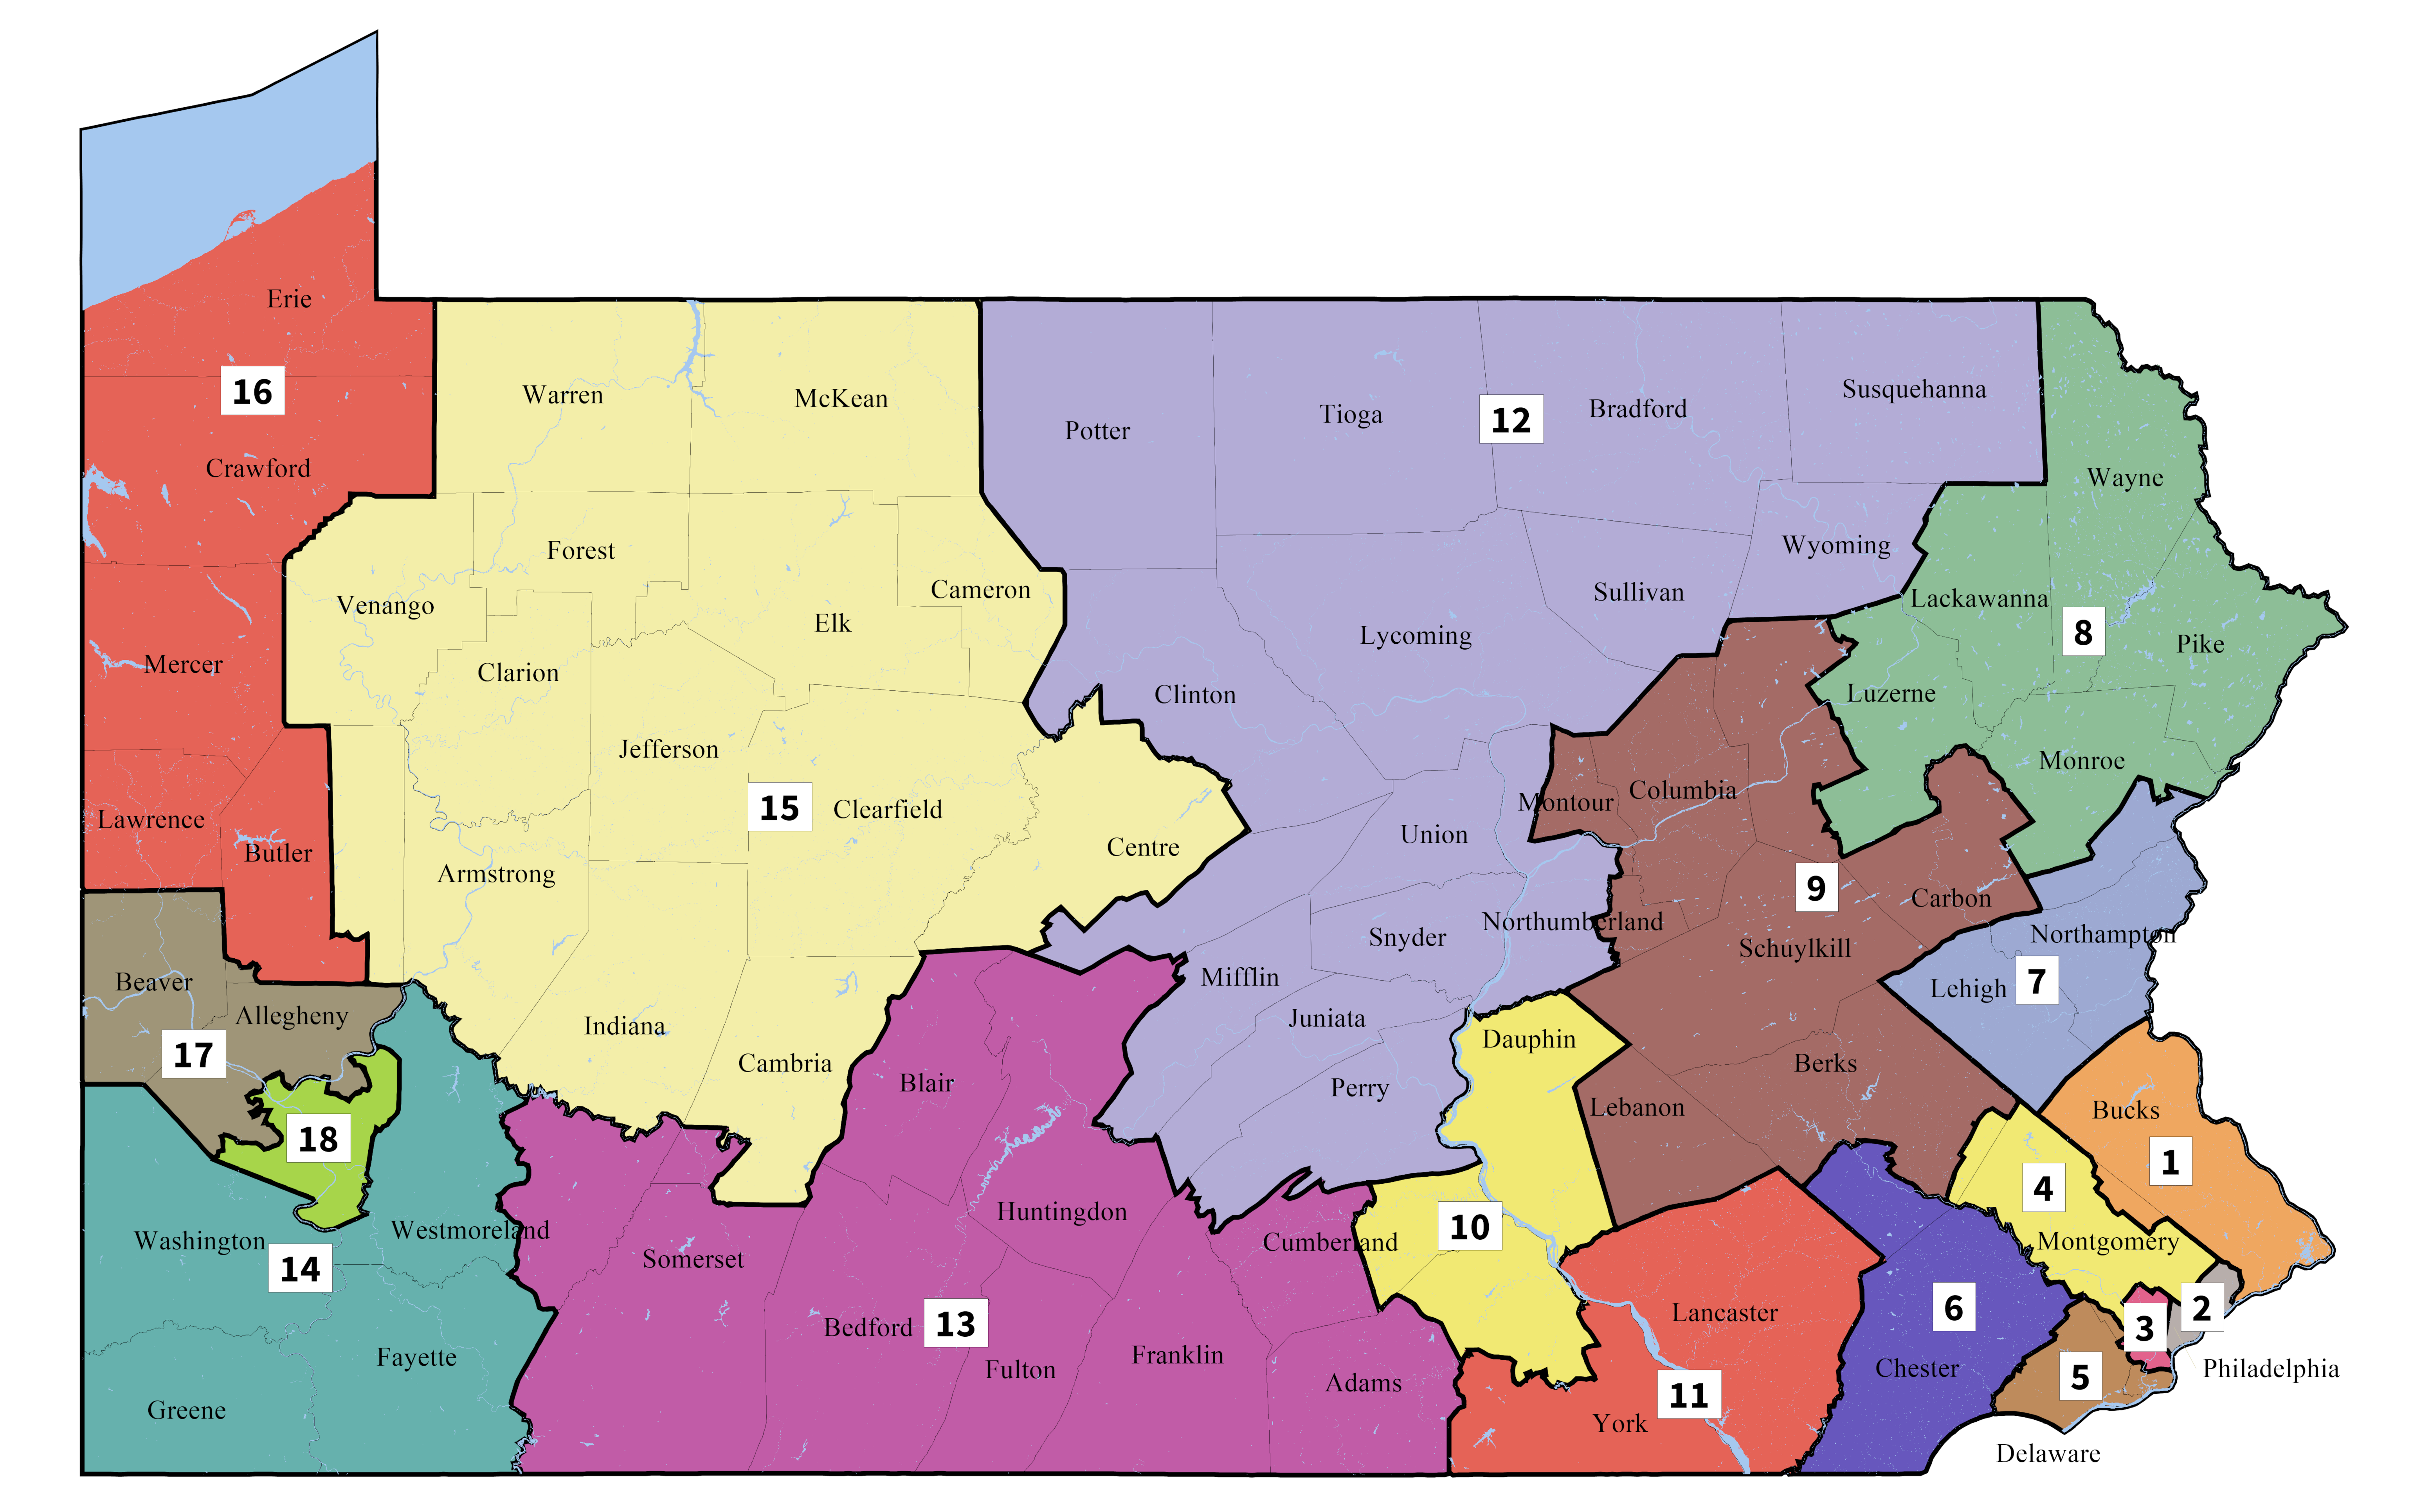 Erie
16
Crawford
Mercer
Lawrence
Butler
Warren
McKean
Forest
Venango
Clarion
Elk
Cameron
Jefferson
15
Clearfield
Centre
Armstrong
Indiana
Cambria
Potter
Tioga
12
Bradford
Susquehanna
Wyoming
Sullivan
Lycoming
Clinton
Union
Snyder
Northumberland
Mifflin
Juniata
Perry
Wayne
Lackawanna
8
Pike
Luzerne
Monroe
Montour
Columbia
9
Carbon
Schuylkill
Berks
Lebanon
Northampton
Lehigh
7
Beaver
Allegheny
17
18
Washington
14
Westmoreland
Fayette
Greene
Blair
Huntingdon
Somerset
Bedford
13
Fulton
Franklin
Cumberland
Adams
Dauphin
10
Lancaster
11
York
Bucks
1
4
Montgomery
6
Chester
2
3
5
Philadelphia
Delaware